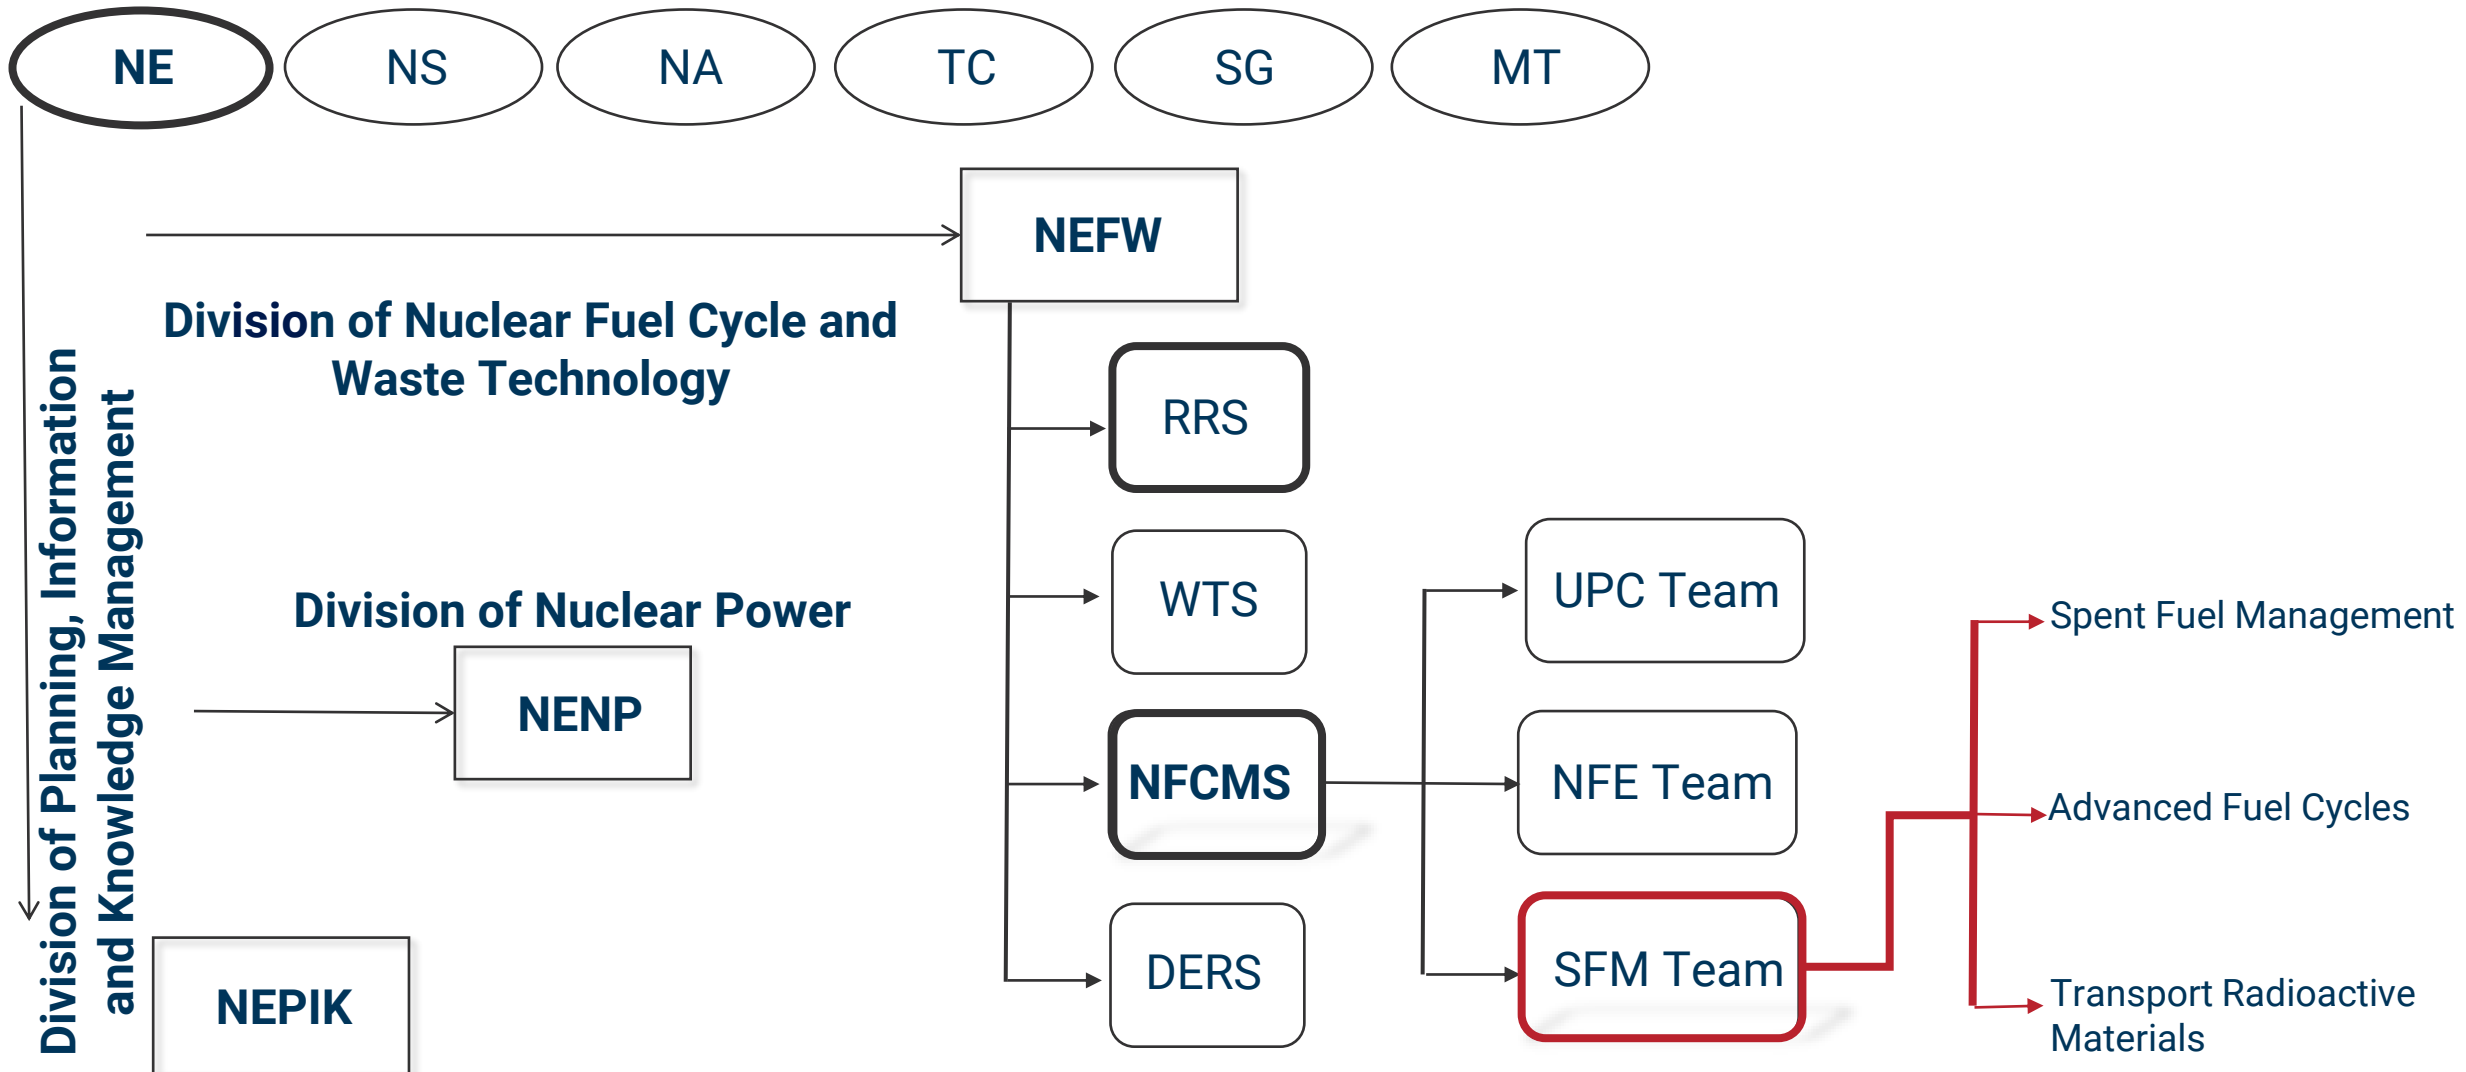 NE
NS
NA
TC
SG
MT
NEFW
Division of Nuclear Fuel Cycle and
Waste Technology
Division of Planning, Information
and Knowledge Management
RRS
Division of Nuclear Power
WTS
UPC Team
Spent Fuel Management
NENP
NFCMS
NFE Team
Advanced Fuel Cycles
NEPIK
DERS
SFM Team
Transport Radioactive
Materials